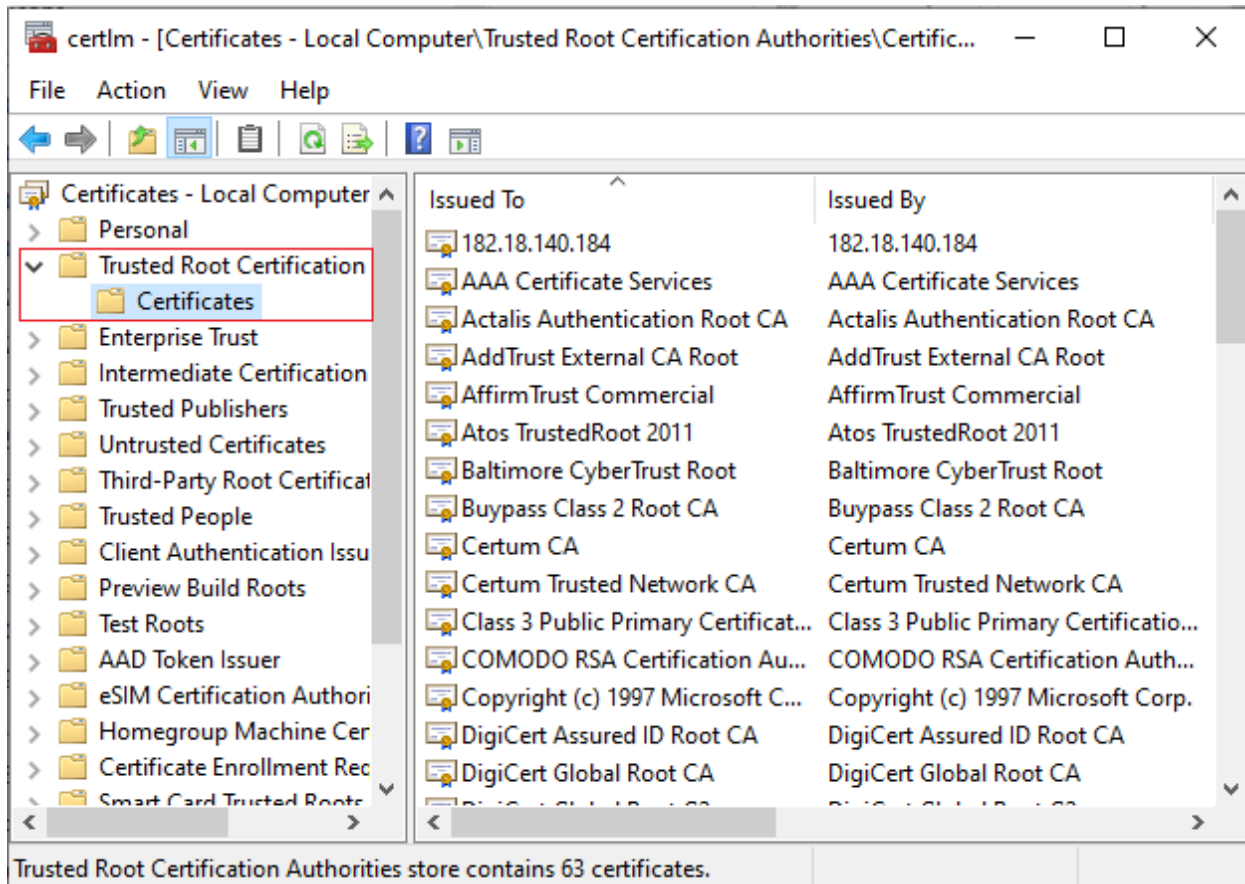 certlm - [Certificates - Local Computer\Trusted Root Certification Authorities\Certific...
File Action View Help
Certificates - Local Computer
Personal
Trusted Root Certification
Certificates
Enterprise Trust
Intermediate Certification
Trusted Publishers
Untrusted Certificates
Third-Party Root Certificat
Trusted People
Client Authentication Issu
Preview Build Roots
Test Roots
AAD Token Issuer
eSIM Certification Authori
Homegroup Machine Cer
Certificate Enrollment Req
Smart Card Trusted Roots
Issued To Issued By
182.18.140.184 182.18.140.184
AAA Certificate Services AAA Certificate Services
Actalis Authentication Root CA Actalis Authentication Root CA
AddTrust External CA Root AddTrust External CA Root
AffirmTrust Commercial AffirmTrust Commercial
Atos TrustedRoot 2011 Atos TrustedRoot 2011
Baltimore CyberTrust Root Baltimore CyberTrust Root
Buypass Class 2 Root CA Buypass Class 2 Root CA
Certum CA Certum CA
Certum Trusted Network CA Certum Trusted Network CA
Class 3 Public Primary Certificat... Class 3 Public Primary Certificatio...
COMODO RSA Certification Au... COMODO RSA Certification Auth...
Copyright (c) 1997 Microsoft C... Copyright (c) 1997 Microsoft Corp.
DigiCert Assured ID Root CA DigiCert Assured ID Root CA
DigiCert Global Root CA DigiCert Global Root CA
Trusted Root Certification Authorities store contains 63 certificates.